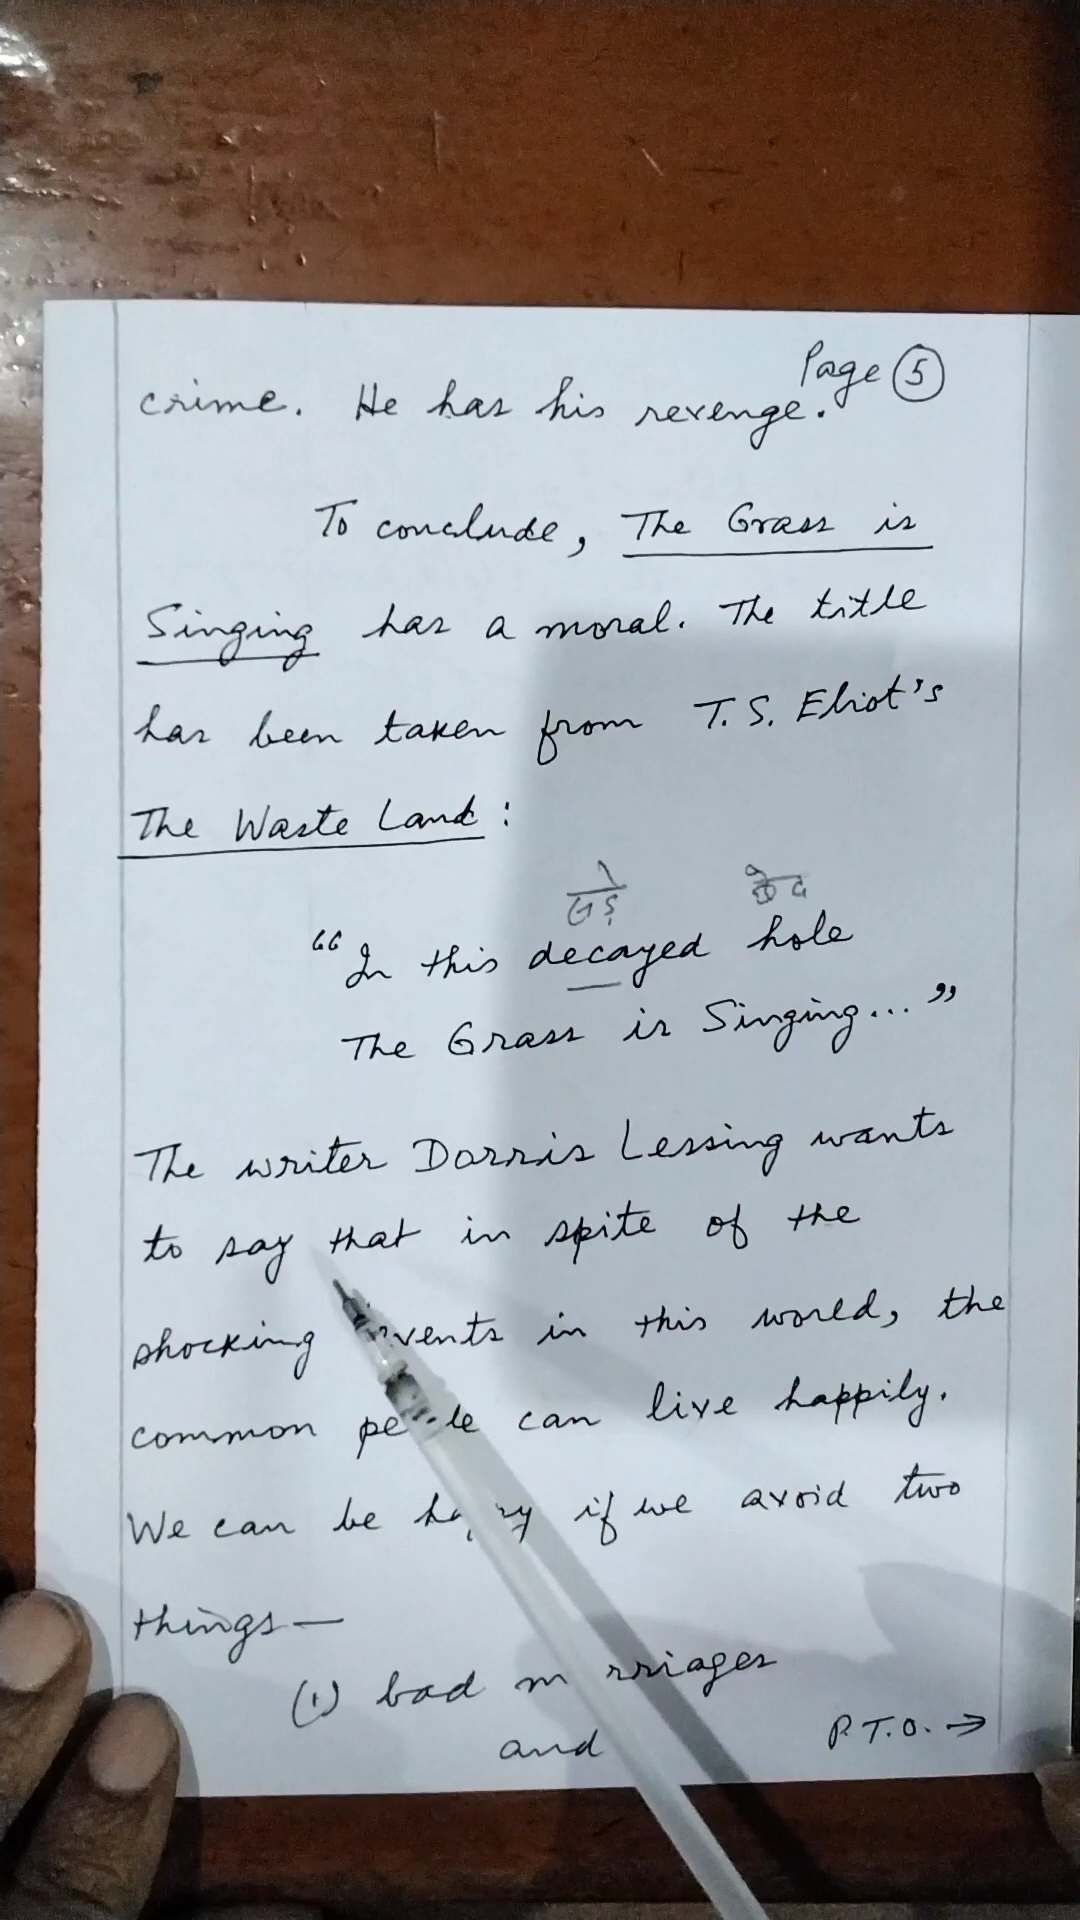 Page 5
crime. He has his revenge.
To conclude, The Grass is
Singing has a moral. The title
has been taken from T. S. Eliot's
The Waste Land :
"In this decayed hole
The Grass is Singing..."
The writer Dorris Lessing wants
to say that in spite of the
shocking events in this world, the
common people can live happily.
We can be happy if we avoid two
things —
(1) bad marriages
and
P.T.O. →